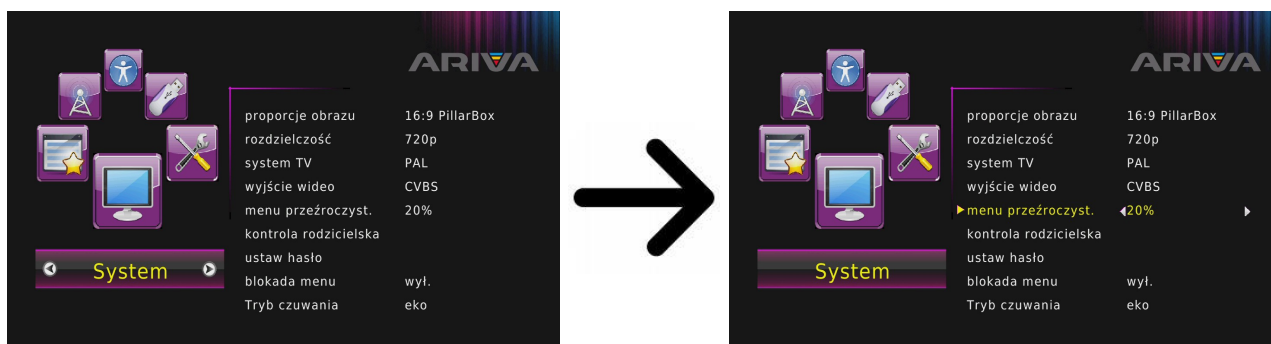 ARIVA
proporcje obrazu 16:9 PillarBox
rozdzielczość 720p
system TV PAL
wyjście wideo CVBS
menu przeźroczyst. 20%
kontrola rodzicielska
ustaw hasło
blokada menu wył.
Tryb czuwania eko
System
ARIVA
proporcje obrazu 16:9 PillarBox
rozdzielczość 720p
system TV PAL
wyjście wideo CVBS
menu przeźroczyst. 20%
kontrola rodzicielska
ustaw hasło
blokada menu wył.
Tryb czuwania eko
System